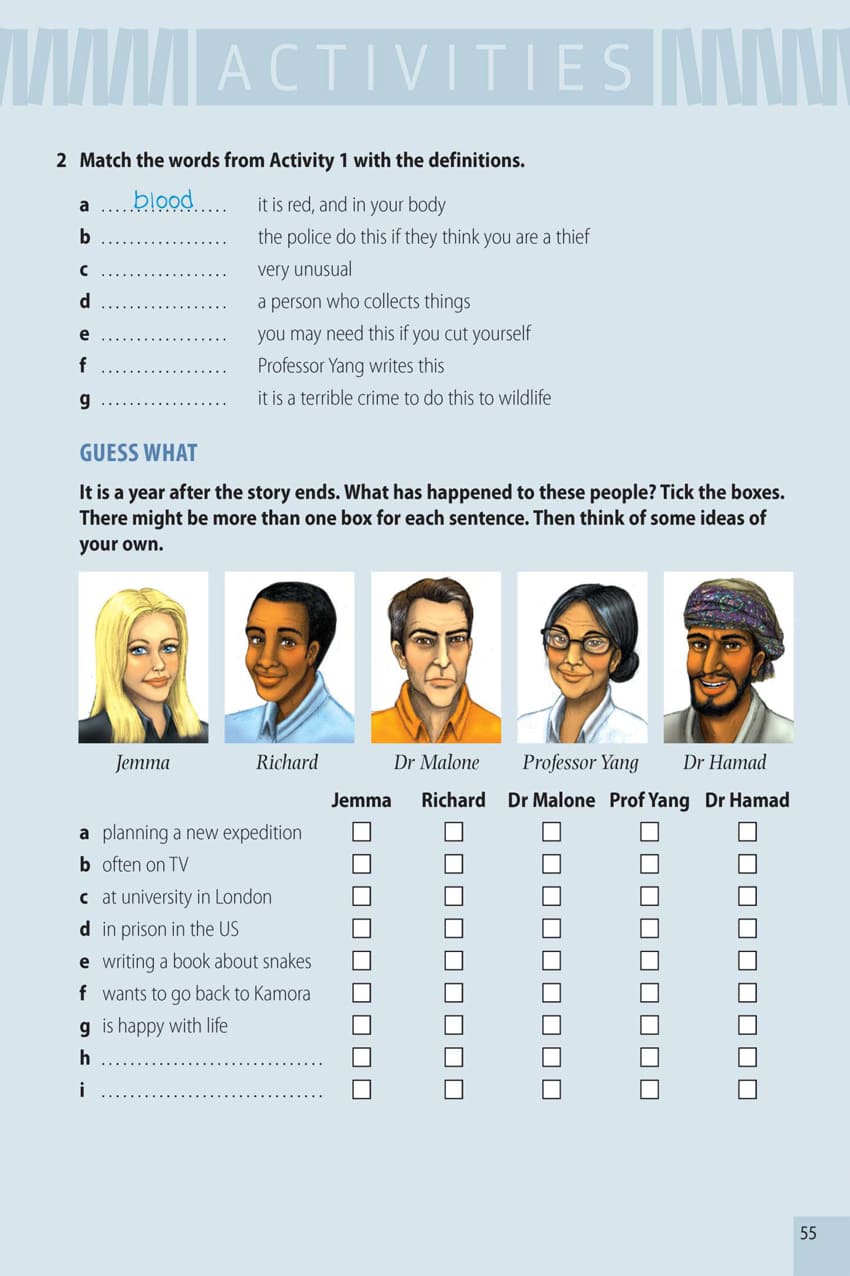 ACTIVITIES
2 Match the words from Activity 1 with the definitions.
a ..................blood it is red, and in your body
b .................. the police do this if they think you are a thief
c .................. very unusual
d .................. a person who collects things
e .................. you may need this if you cut yourself
f .................. Professor Yang writes this
g .................. it is a terrible crime to do this to wildlife
GUESS WHAT
It is a year after the story ends. What has happened to these people? Tick the boxes.
There might be more than one box for each sentence. Then think of some ideas of
your own.
Jemma Richard Dr Malone Professor Yang Dr Hamad
Jemma Richard Dr Malone Prof Yang Dr Hamad
a planning a new expedition
b often on TV
c at university in London
d in prison in the US
e writing a book about snakes
f wants to go back to Kamora
g is happy with life
h ...............................
i ...............................
55